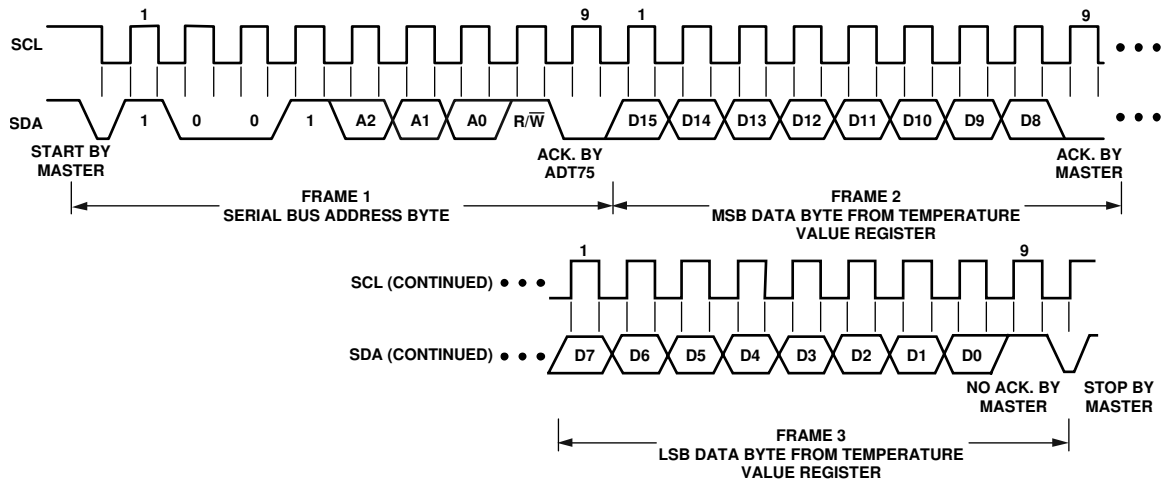 1 9 1 9
SCL
SDA 1 0 0 1 A2 A1 A0 R/W̅ D15 D14 D13 D12 D11 D10 D9 D8
START BY
MASTER
ACK. BY
ADT75
ACK. BY
MASTER
FRAME 1
SERIAL BUS ADDRESS BYTE
FRAME 2
MSB DATA BYTE FROM TEMPERATURE
VALUE REGISTER
1 9
SCL (CONTINUED)
SDA (CONTINUED) D7 D6 D5 D4 D3 D2 D1 D0
NO ACK. BY
MASTER
STOP BY
MASTER
FRAME 3
LSB DATA BYTE FROM TEMPERATURE
VALUE REGISTER